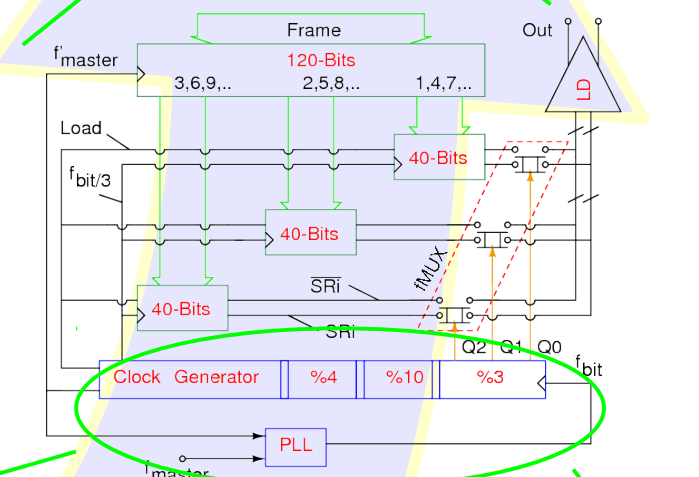 Out
Frame
f'master
120-Bits
3,6,9,..
2,5,8,..
1,4,7,..
LD
Load
40-Bits
fbit/3
40-Bits
fMUX
SRi
40-Bits
SRi
Q2
Q1
Q0
fbit
Clock Generator
%4
%10
%3
PLL
fmaster